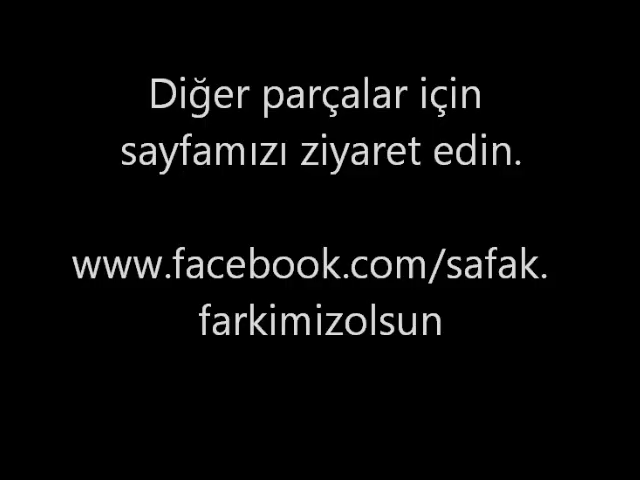 Diğer parçalar için
sayfamızı ziyaret edin.
www.facebook.com/safak.
farkimizolsun